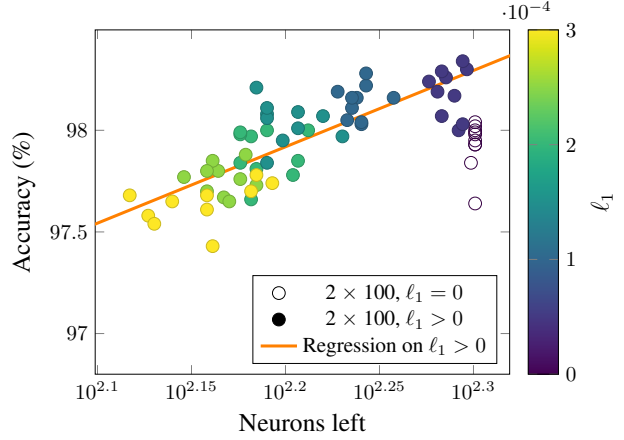 ·10⁻⁴
98
97.5
97
Accuracy (%)
10^2.1
10^2.15
10^2.2
10^2.25
10^2.3
Neurons left
2 × 100, ℓ₁ = 0
2 × 100, ℓ₁ > 0
Regression on ℓ₁ > 0
3
2
1
0
ℓ₁